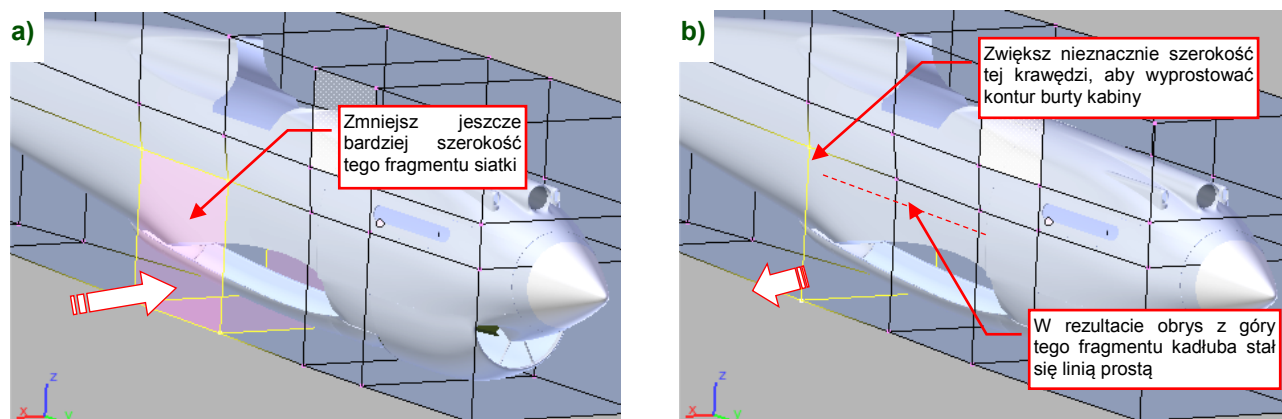 a)
Zmniejsz jeszcze
bardziej szerokość
tego fragmentu siatki
z
x
y
b)
Zwiększ nieznacznie szerokość
tej krawędzi, aby wyprostować
kontur burty kabiny
W rezultacie obrys z góry
tego fragmentu kadłuba stał
się linią prostą
z
x
y